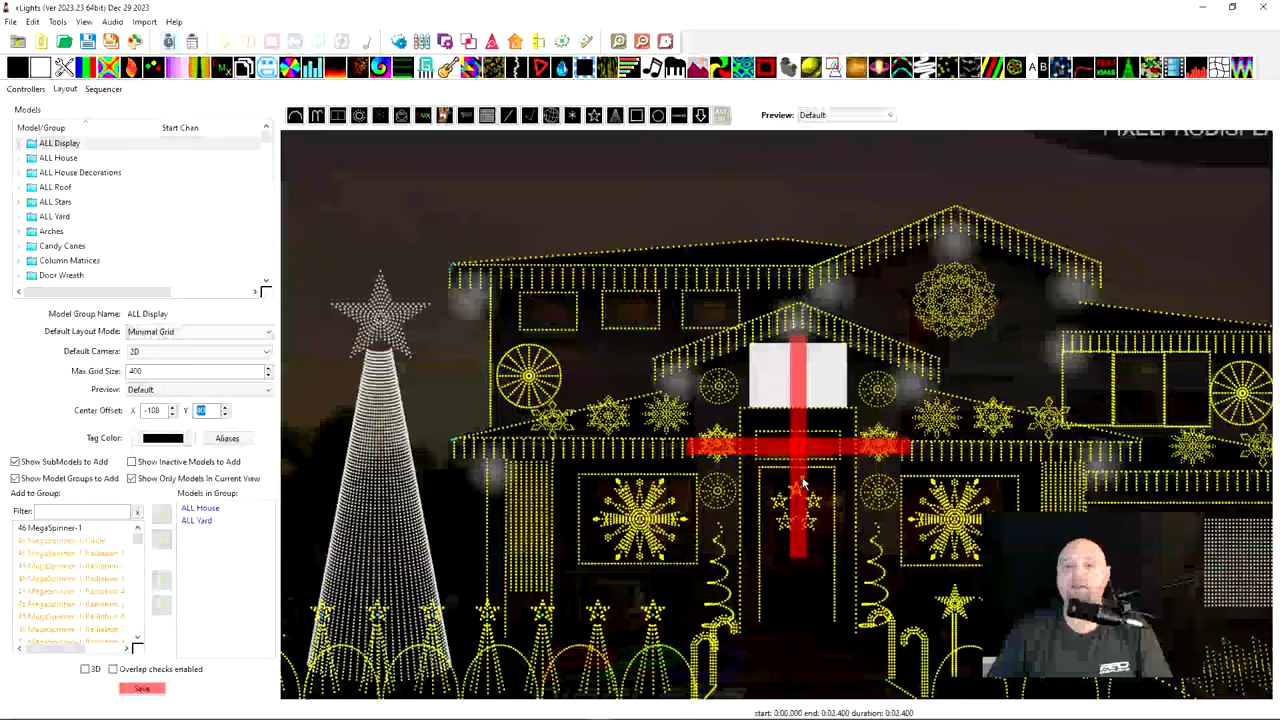 xLights (Ver 2023.23 64bit) Dec 29 2023
File Edit Tools View Audio Import Help
Controllers Layout Sequencer
Models
Model/Group Start Chan
ALL Display
ALL House
ALL House Decorations
ALL Roof
ALL Stars
ALL Yard
Arches
Candy Canes
Column Matrices
Door Wreath
Preview: Default
PIXELPRODISPLA
Model Group Name: ALL Display
Default Layout Mode: Minimal Grid
Default Camera: 2D
Max Grid Size: 400
Preview: Default
Center Offset: X -108 Y 40
Tag Color: Aliases
Show SubModels to Add Show Inactive Models to Add
Show Model Groups to Add Show Only Models In Current View
Add to Group: Models in Group:
Filter: x
46 MegaSpinner-1
ALL House
ALL Yard
3D Overlap checks enabled
Save
start: 0:00.000 end: 0:02.400 duration: 0:02.400